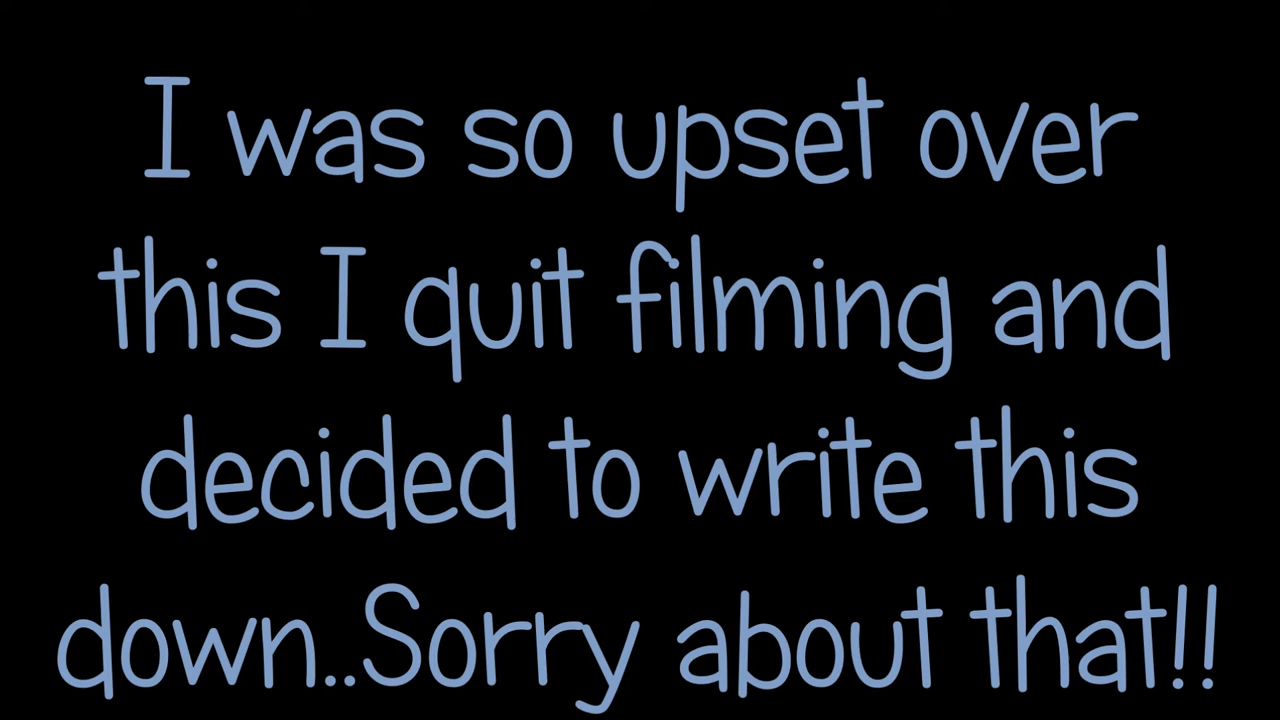 I was so upset over
this I quit filming and
decided to write this
down..Sorry about that!!